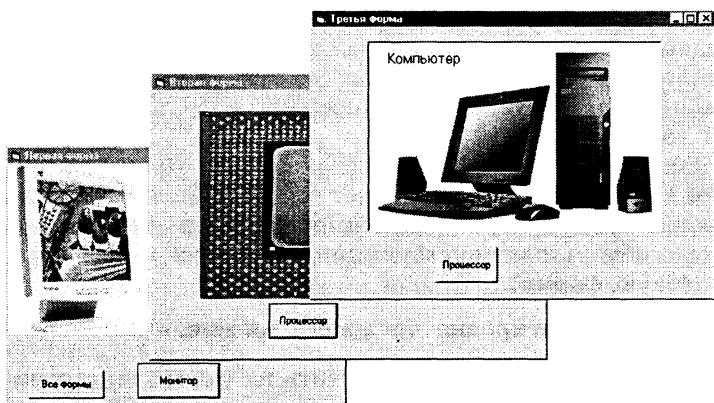 Третья форма
Компьютер
Процессор
Вторая форма
Процессор
Первая форма
Все формы
Монитор